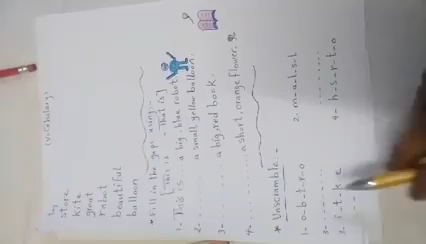 (vocabulary)
store
kite
great
robot
beautiful
balloon
* Fill in the gaps using:-
[This is - That is]
1- This is ... a big, blue robot.
2- ........ a small, yellow balloon.
3- ........ a big, red book.
4- ........ a short, orange flower.
* Unscramble:-
1- o-b-t-r-o
2- m-a-l-s-l
3-
4- h-s-r-t-o